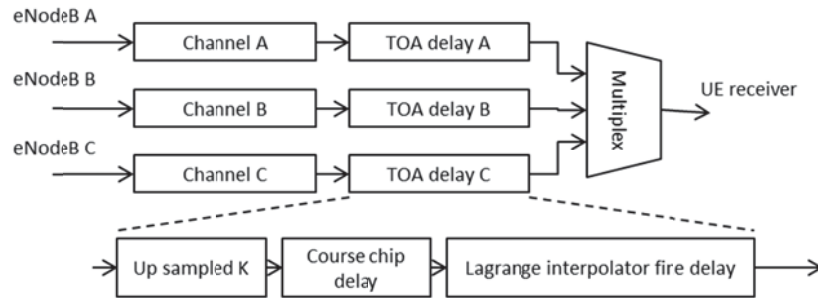 eNodeB A
Channel A
TOA delay A
eNodeB B
Channel B
TOA delay B
Multiplex
UE receiver
eNodeB C
Channel C
TOA delay C
Up sampled K
Course chip
delay
Lagrange interpolator fire delay